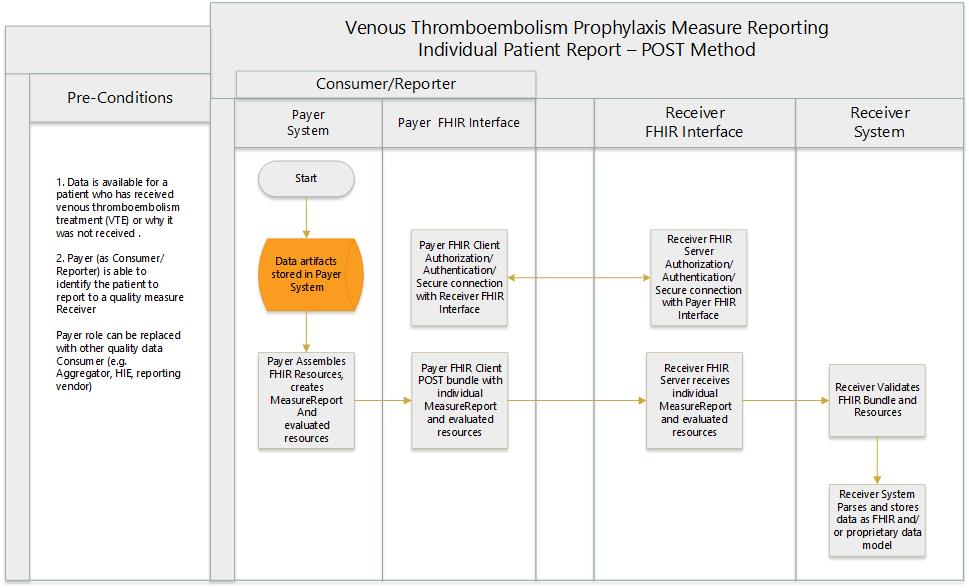 Venous Thromboembolism Prophylaxis Measure Reporting
Individual Patient Report – POST Method
Consumer/Reporter
Pre-Conditions
Payer
System
Payer FHIR Interface
Receiver
FHIR Interface
Receiver
System
1. Data is available for a
patient who has received
venous thromboembolism
treatment (VTE) or why it
was not received .
2. Payer (as Consumer/
Reporter) is able to
identify the patient to
report to a quality measure
Receiver
Payer role can be replaced
with other quality data
Consumer (e.g.
Aggregator, HIE, reporting
vendor)
Start
Data artifacts
stored in Payer
System
Payer FHIR Client
Authorization/
Authentication/
Secure connection
with Receiver FHIR
Interface
Receiver FHIR
Server
Authorization/
Authentication/
Secure connection
with Payer FHIR
Interface
Payer Assembles
FHIR Resources,
creates
MeasureReport
And
evaluated
resources
Payer FHIR Client
POST bundle with
individual
MeasureReport
and evaluated
resources
Receiver FHIR
Server receives
individual
MeasureReport
and evaluated
resources
Receiver Validates
FHIR Bundle and
Resources
Receiver System
Parses and stores
data as FHIR and/
or proprietary data
model